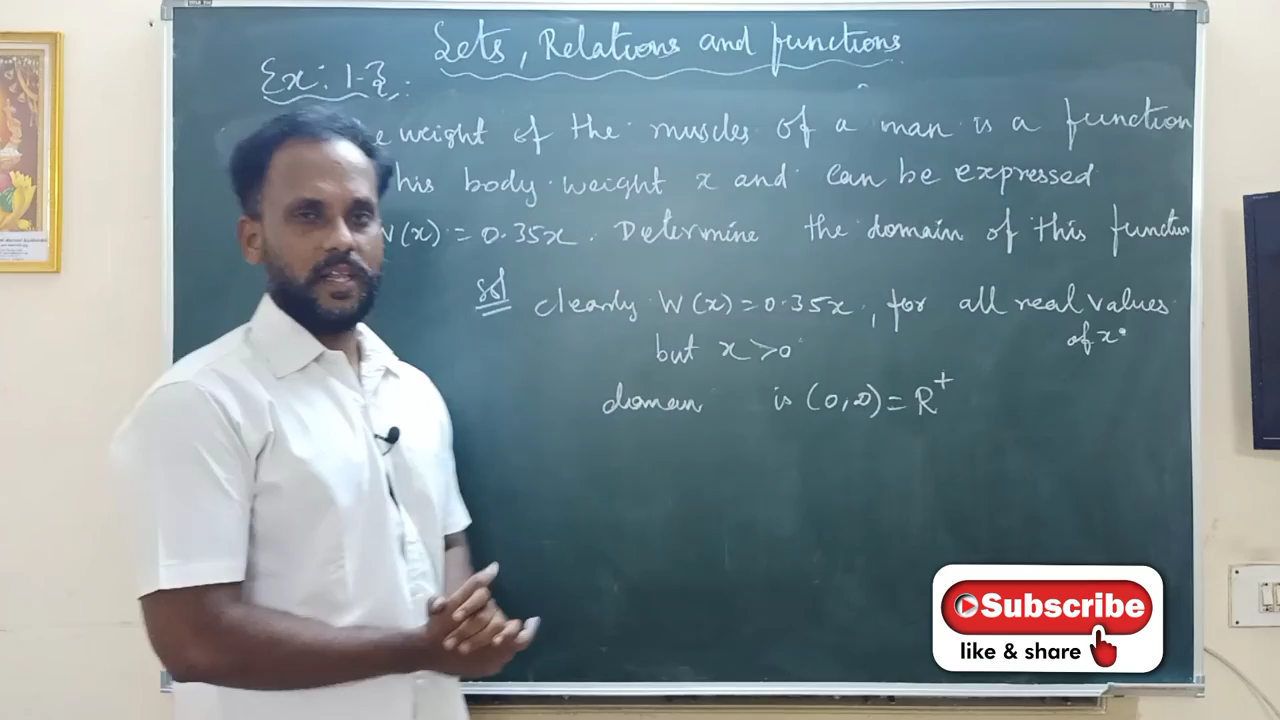 Sets, Relations and functions
Ex: 1.3:
e weight of the muscles of a man is a function
his body weight x and can be expressed
W(x) = 0.35x. Determine the domain of this function
Sol Clearly W(x) = 0.35x, for all real values
of x.
but x > 0
domain is (0, ∞) = R⁺
Subscribe
like & share